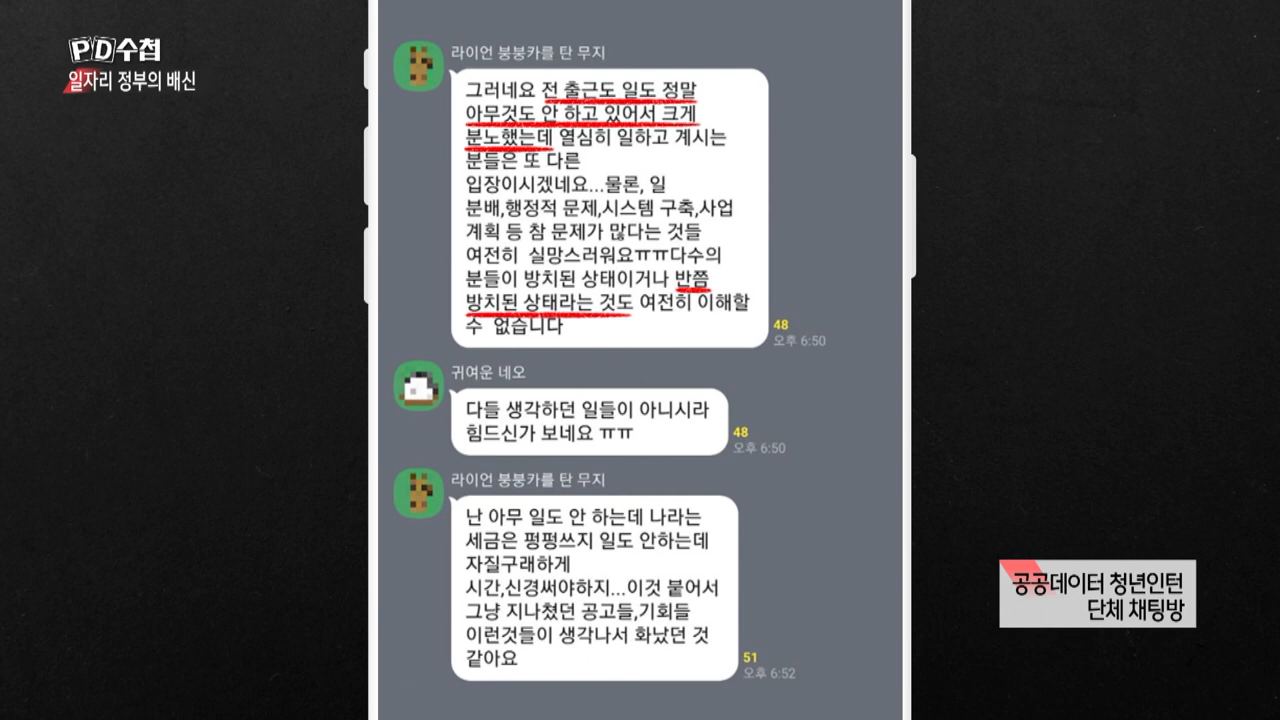 PD수첩
일자리 정부의 배신
라이언 붕붕카를 탄 무지
그러네요 전 출근도 일도 정말
아무것도 안 하고 있어서 크게
분노했는데 열심히 일하고 계시는
분들은 또 다른
입장이시겠네요...물론, 일
분배,행정적 문제,시스템 구축,사업
계획 등 참 문제가 많다는 것들
여전히 실망스러워요ㅠㅠ다수의
분들이 방치된 상태이거나 반쯤
방치된 상태라는 것도 여전히 이해할
수 없습니다
48
오후 6:50
귀여운 네오
다들 생각하던 일들이 아니시라
힘드신가 보네요 ㅠㅠ
48
오후 6:50
라이언 붕붕카를 탄 무지
난 아무 일도 안 하는데 나라는
세금은 펑펑쓰지 일도 안하는데
자질구래하게
시간,신경써야하지...이것 붙어서
그냥 지나쳤던 공고들,기회들
이런것들이 생각나서 화났던 것
같아요
51
오후 6:52
공공데이터 청년인턴
단체 채팅방